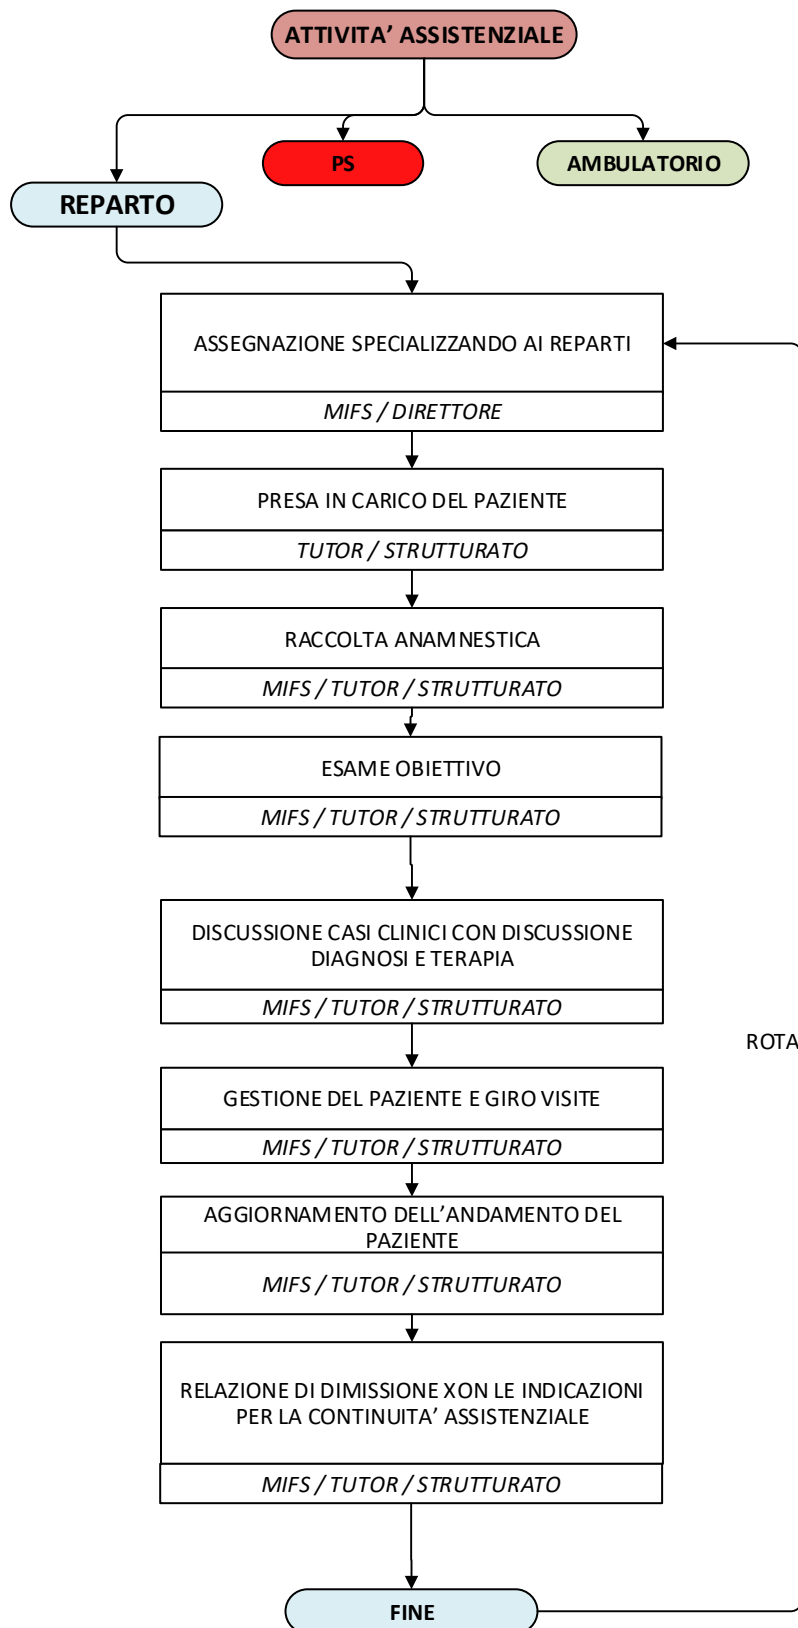 ATTIVITA’ ASSISTENZIALE
PS
AMBULATORIO
REPARTO
ASSEGNAZIONE SPECIALIZZANDO AI REPARTI
MIFS / DIRETTORE
PRESA IN CARICO DEL PAZIENTE
TUTOR / STRUTTURATO
RACCOLTA ANAMNESTICA
MIFS / TUTOR / STRUTTURATO
ESAME OBIETTIVO
MIFS / TUTOR / STRUTTURATO
DISCUSSIONE CASI CLINICI CON DISCUSSIONE
DIAGNOSI E TERAPIA
MIFS / TUTOR / STRUTTURATO
ROTA
GESTIONE DEL PAZIENTE E GIRO VISITE
MIFS / TUTOR / STRUTTURATO
AGGIORNAMENTO DELL’ANDAMENTO DEL
PAZIENTE
MIFS / TUTOR / STRUTTURATO
RELAZIONE DI DIMISSIONE XON LE INDICAZIONI
PER LA CONTINUITA’ ASSISTENZIALE
MIFS / TUTOR / STRUTTURATO
FINE